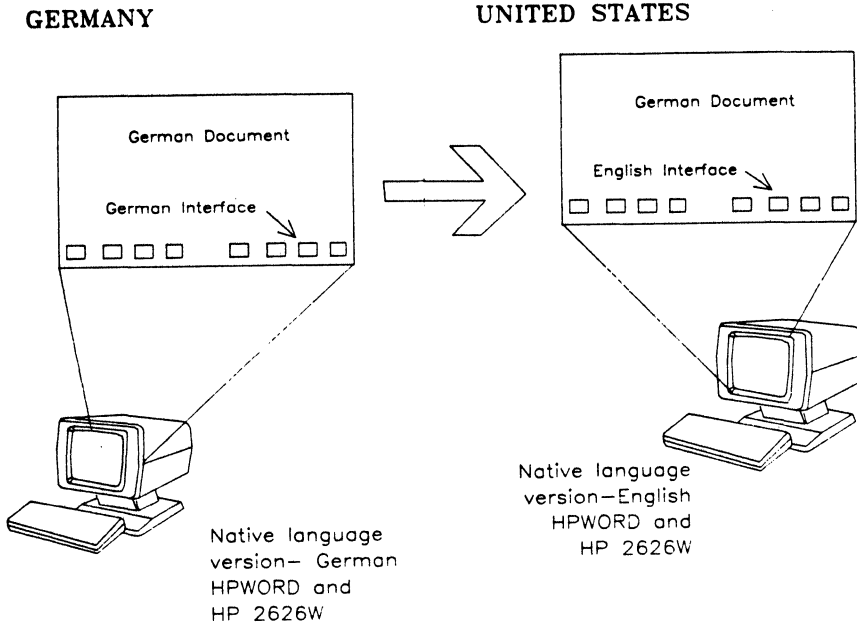 GERMANY
UNITED STATES
German Document
German Interface
German Document
English Interface
Native language
version– German
HPWORD and
HP 2626W
Native language
version–English
HPWORD and
HP 2626W